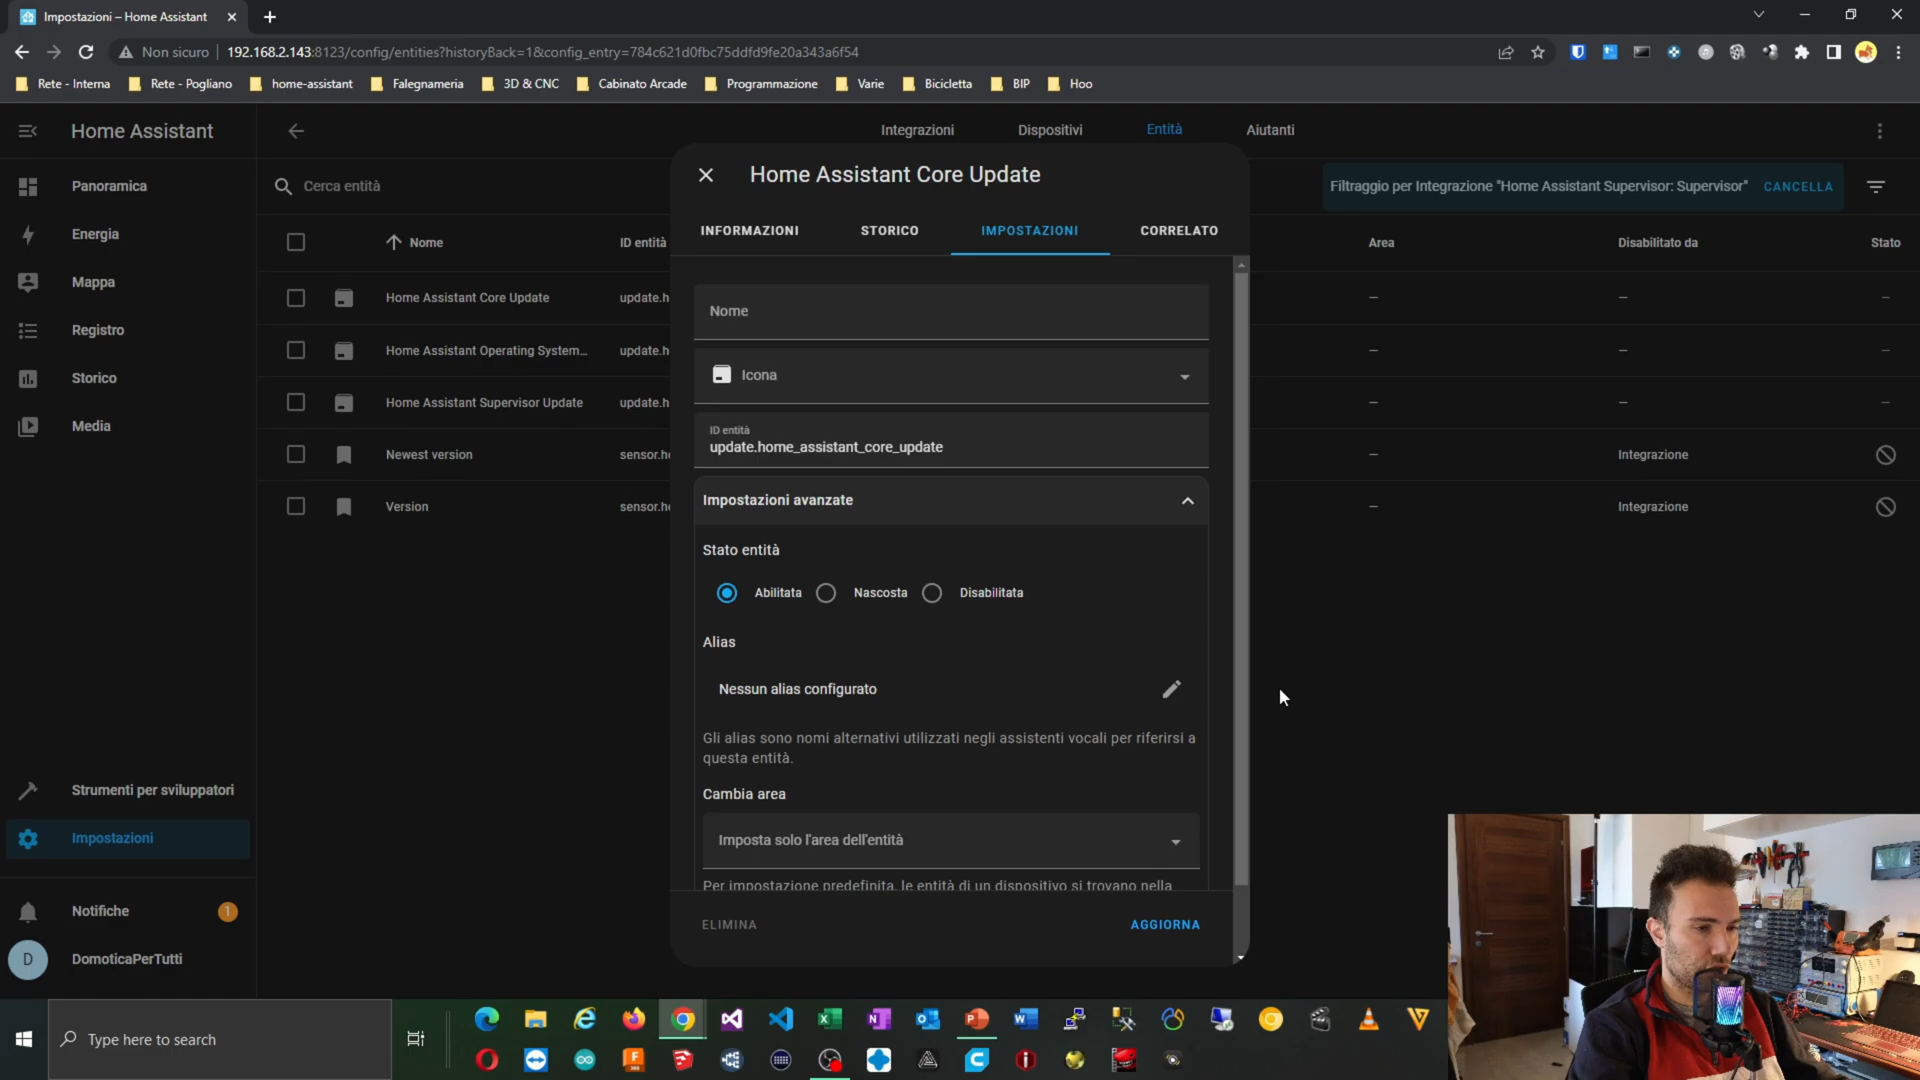 Impostazioni – Home Assistant
Non sicuro
192.168.2.143:8123/config/entities?historyBack=1&config_entry=784c621d0fbc75ddfd9fe20a343a6f54
Rete - Interna
Rete - Pogliano
home-assistant
Falegnameria
3D & CNC
Cabinato Arcade
Programmazione
Varie
Bicicletta
BIP
Hoo
Home Assistant
Integrazioni
Dispositivi
Entità
Aiutanti
Panoramica
Energia
Mappa
Registro
Storico
Media
Strumenti per sviluppatori
Impostazioni
Notifiche
1
D
DomoticaPerTutti
Cerca entità
Filtraggio per Integrazione "Home Assistant Supervisor: Supervisor"
CANCELLA
Nome
ID entità
Area
Disabilitato da
Stato
Home Assistant Core Update
update.h
–
–
–
Home Assistant Operating System...
update.h
–
–
–
Home Assistant Supervisor Update
update.h
–
–
–
Newest version
sensor.h
–
Integrazione
Version
sensor.h
–
Integrazione
Home Assistant Core Update
INFORMAZIONI
STORICO
IMPOSTAZIONI
CORRELATO
Nome
Icona
ID entità
update.home_assistant_core_update
Impostazioni avanzate
Stato entità
Abilitata
Nascosta
Disabilitata
Alias
Nessun alias configurato
Gli alias sono nomi alternativi utilizzati negli assistenti vocali per riferirsi a
questa entità.
Cambia area
Imposta solo l'area dell'entità
Per impostazione predefinita, le entità di un dispositivo si trovano nella
ELIMINA
AGGIORNA
Type here to search